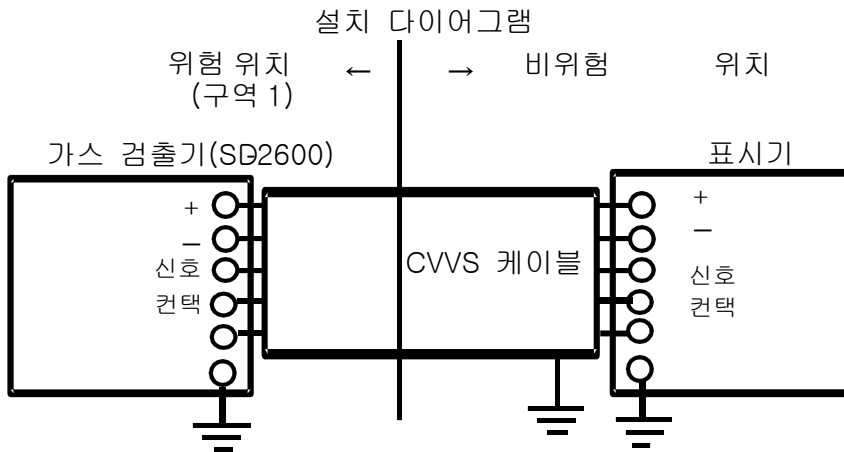 설치 다이어그램
위험 위치 ← → 비위험 위치
(구역 1)
가스 검출기(SD2600) 표시기
+ +
− −
신호 CVVS 케이블 신호
컨택 컨택